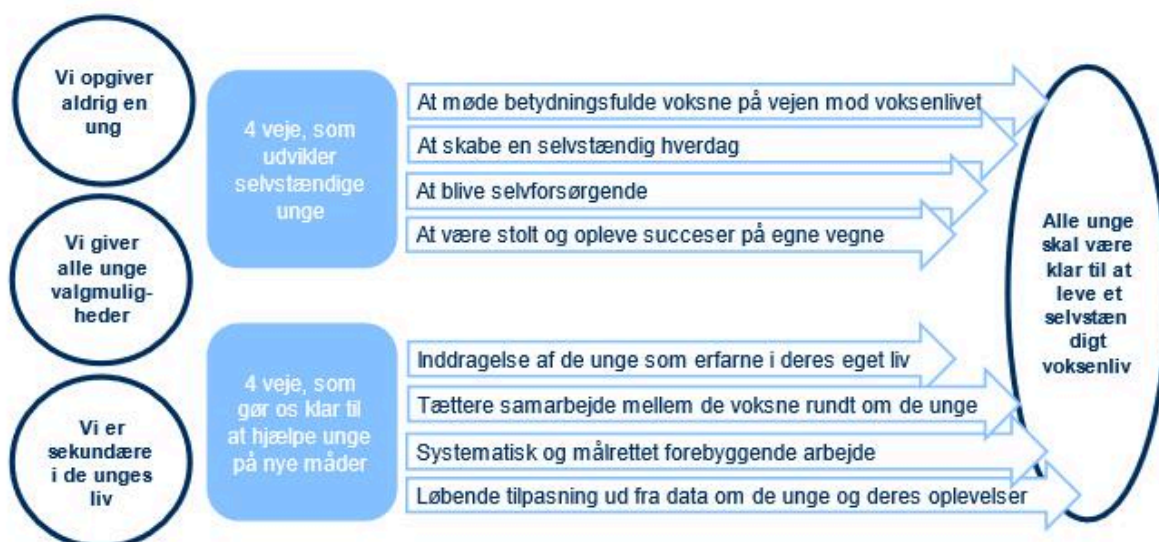 Vi opgiver
aldrig en
ung
Vi giver
alle unge
valgmulig-
heder
Vi er
sekundære
i de unges
liv
4 veje, som
udvikler
selvstændige
unge
At møde betydningsfulde voksne på vejen mod voksenlivet
At skabe en selvstændig hverdag
At blive selvforsørgende
At være stolt og opleve succeser på egne vegne
4 veje, som
gør os klar til
at hjælpe unge
på nye måder
Inddragelse af de unge som erfarne i deres eget liv
Tættere samarbejde mellem de voksne rundt om de unge
Systematisk og målrettet forebyggende arbejde
Løbende tilpasning ud fra data om de unge og deres oplevelser
Alle unge
skal være
klar til at
leve et
selvstæn
digt
voksenliv